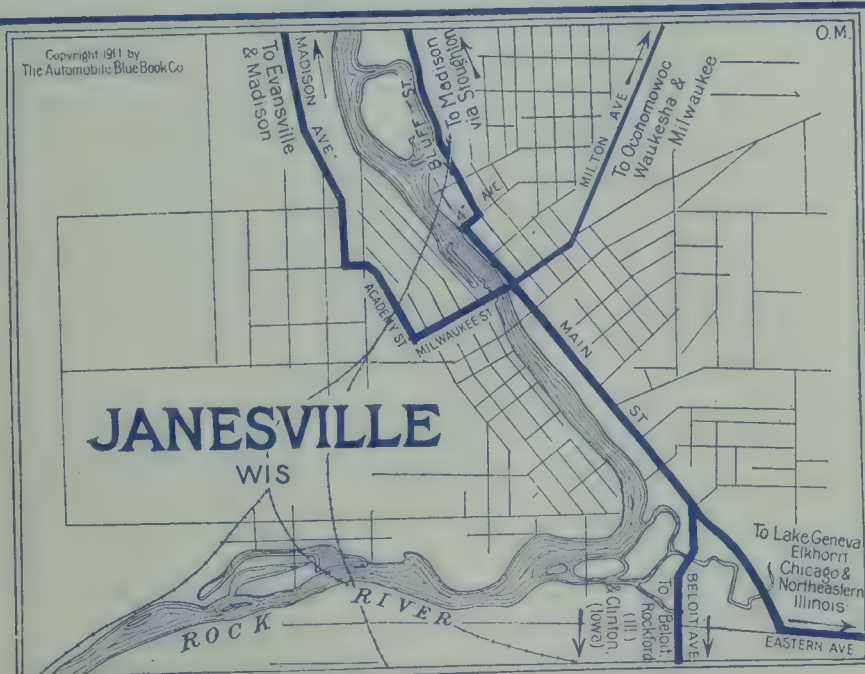 O.M.
Copyright 1911 by
The Automobile Blue Book Co
To Evansville
& Madison
MADISON AVE.
BLUFF ST.
To Madison
via Stoughton
MILTON AVE
To Oconomowoc
Waukesha &
Milwaukee
AVE.
ACADEMY ST
MILWAUKEE ST
MAIN ST
JANESVILLE
WIS
ROCK RIVER
To Lake Geneva
Elkhorn
Chicago &
Northeastern
Illinois
To Beloit,
Rockford
(Ill)
& Clinton,
(Iowa)
BELOIT AVE
EASTERN AVE